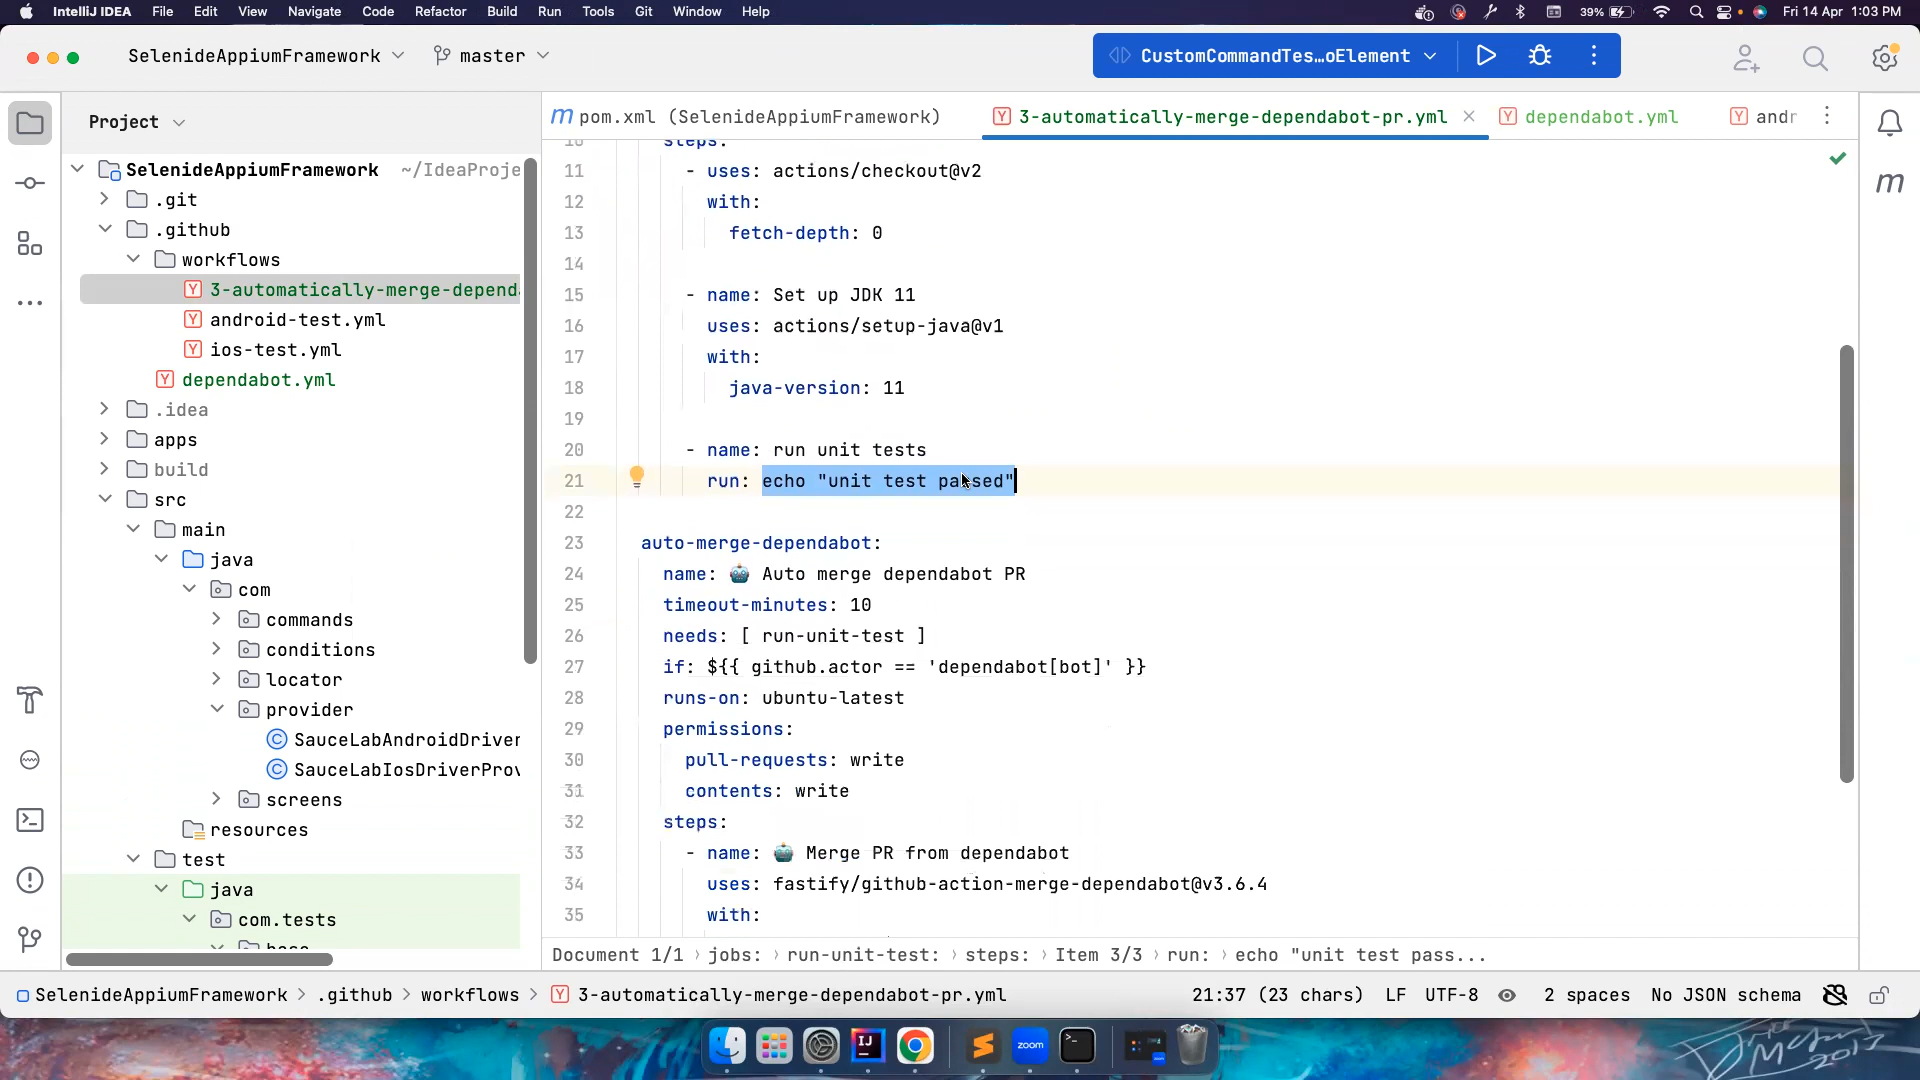 IntelliJ IDEA File Edit View Navigate Code Refactor Build Run Tools Git Window Help 39% Fri 14 Apr 1:03 PM
SelenideAppiumFramework master CustomCommandTes…oElement
Project
pom.xml (SelenideAppiumFramework) 3-automatically-merge-dependabot-pr.yml dependabot.yml andr
SelenideAppiumFramework ~/IdeaProje
.git
.github
workflows
3-automatically-merge-depend
android-test.yml
ios-test.yml
dependabot.yml
.idea
apps
build
src
main
java
com
commands
conditions
locator
provider
SauceLabAndroidDriver
SauceLabIosDriverProv
screens
resources
test
java
com.tests
base
10 steps:
11 - uses: actions/checkout@v2
12 with:
13 fetch-depth: 0
14
15 - name: Set up JDK 11
16 uses: actions/setup-java@v1
17 with:
18 java-version: 11
19
20 - name: run unit tests
21 run: echo "unit test passed"
22
23 auto-merge-dependabot:
24 name: 🤖 Auto merge dependabot PR
25 timeout-minutes: 10
26 needs: [ run-unit-test ]
27 if: ${{ github.actor == 'dependabot[bot]' }}
28 runs-on: ubuntu-latest
29 permissions:
30 pull-requests: write
31 contents: write
32 steps:
33 - name: 🤖 Merge PR from dependabot
34 uses: fastify/github-action-merge-dependabot@v3.6.4
35 with:
Document 1/1 › jobs: › run-unit-test: › steps: › Item 3/3 › run: › echo "unit test pass...
SelenideAppiumFramework › .github › workflows › 3-automatically-merge-dependabot-pr.yml 21:37 (23 chars) LF UTF-8 2 spaces No JSON schema
zoom